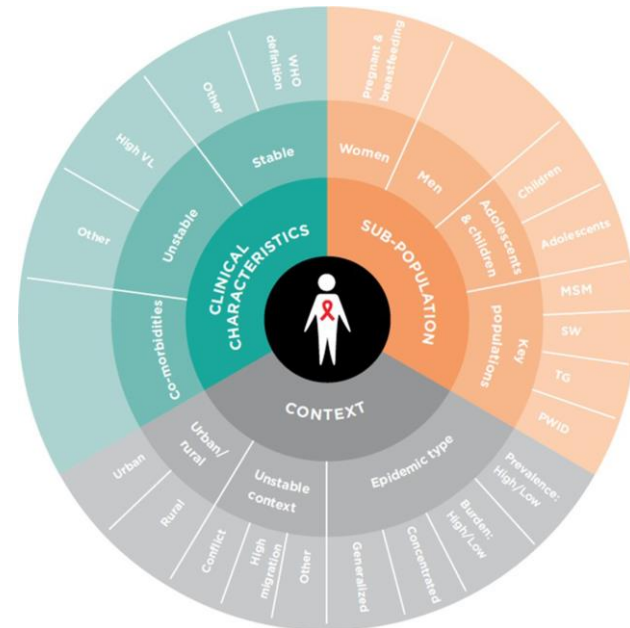 CLINICAL
CHARACTERISTICS
Stable
WHO
definition
Other
Unstable
High VL
Other
Co-morbidities
SUB-POPULATION
Women
pregnant &
breastfeeding
Men
Adolescents
& children
Children
Adolescents
Key
populations
MSM
SW
TG
PWID
CONTEXT
Urban/
rural
Urban
Rural
Unstable
context
Conflict
High
migration
Other
Epidemic type
Generalized
Concentrated
Burden:
High/Low
Prevalence:
High/Low